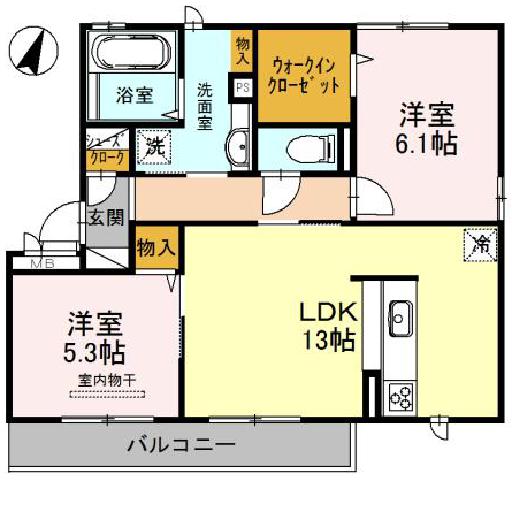 浴室
洗面室
物入
PS
ウォークイン
クローゼット
洋室
6.1帖
シューズ
クローク
洗
玄関
MB
物入
冷
洋室
5.3帖
室内物干
LDK
13帖
バルコニー